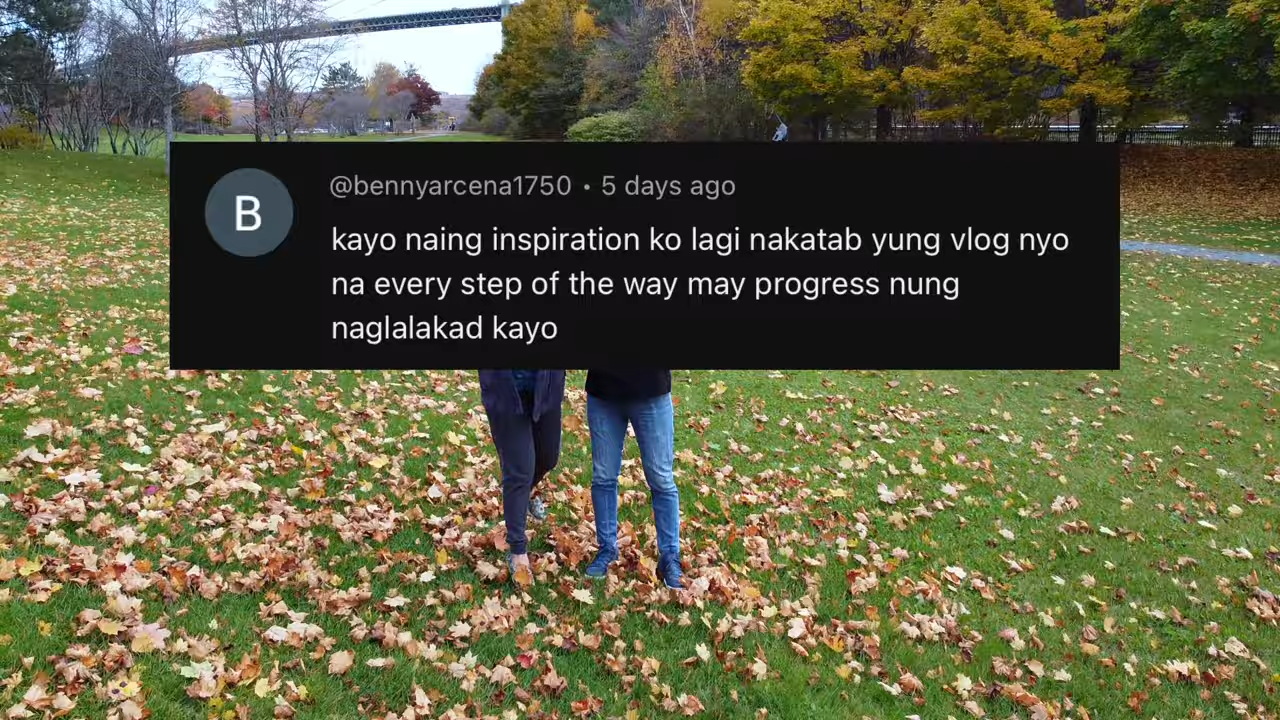 B
@bennyarcena1750 • 5 days ago
kayo naing inspiration ko lagi nakatab yung vlog nyo
na every step of the way may progress nung
naglalakad kayo